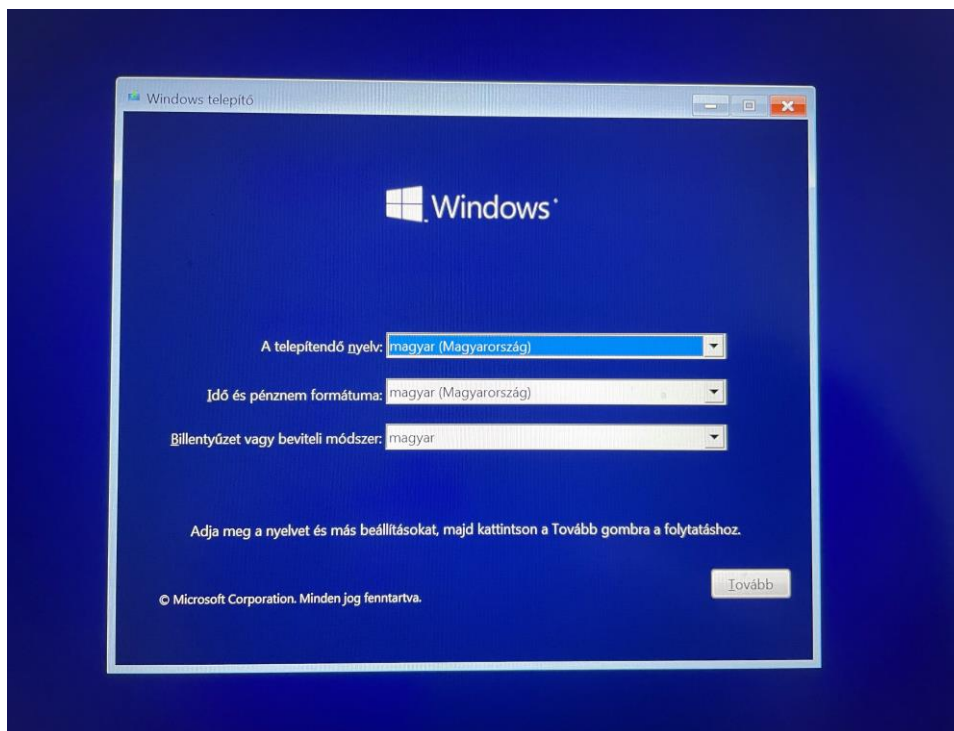 Windows telepítő
Windows
A telepítendő nyelv: magyar (Magyarország)
Idő és pénznem formátuma: magyar (Magyarország)
Billentyűzet vagy beviteli módszer: magyar
Adja meg a nyelvet és más beállításokat, majd kattintson a Tovább gombra a folytatáshoz.
Tovább
© Microsoft Corporation. Minden jog fenntartva.